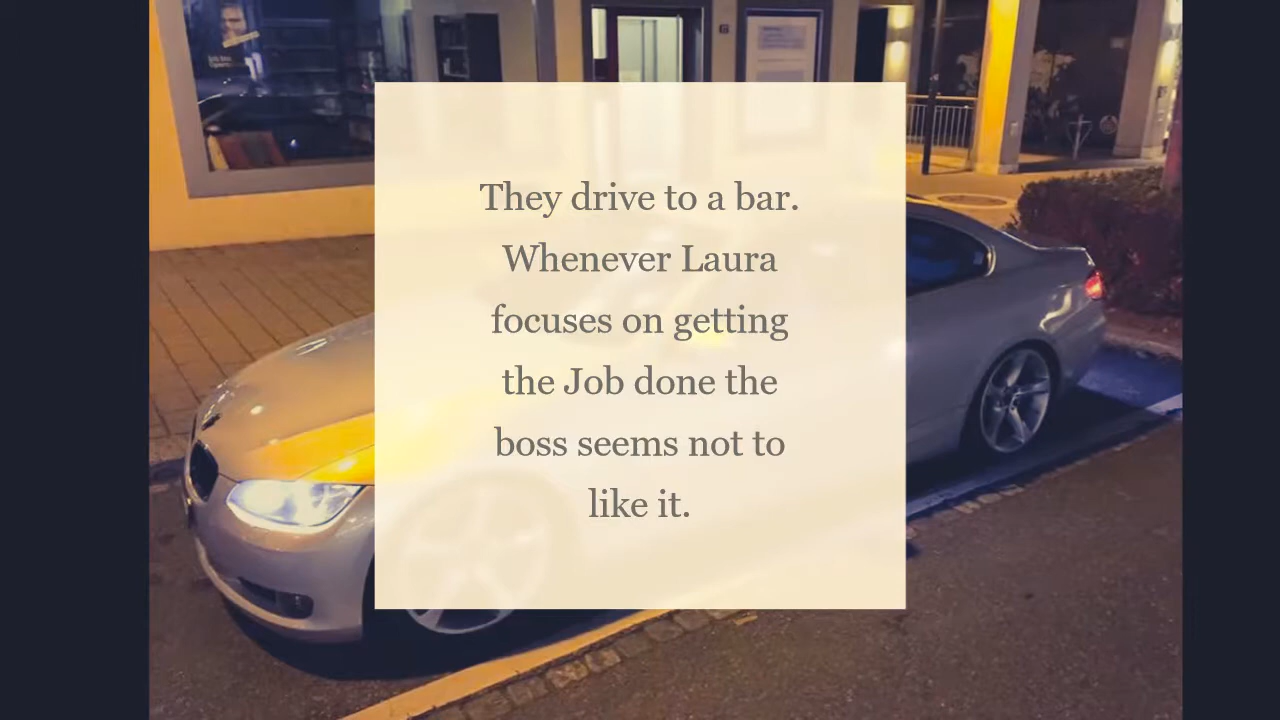 They drive to a bar.
Whenever Laura
focuses on getting
the Job done the
boss seems not to
like it.